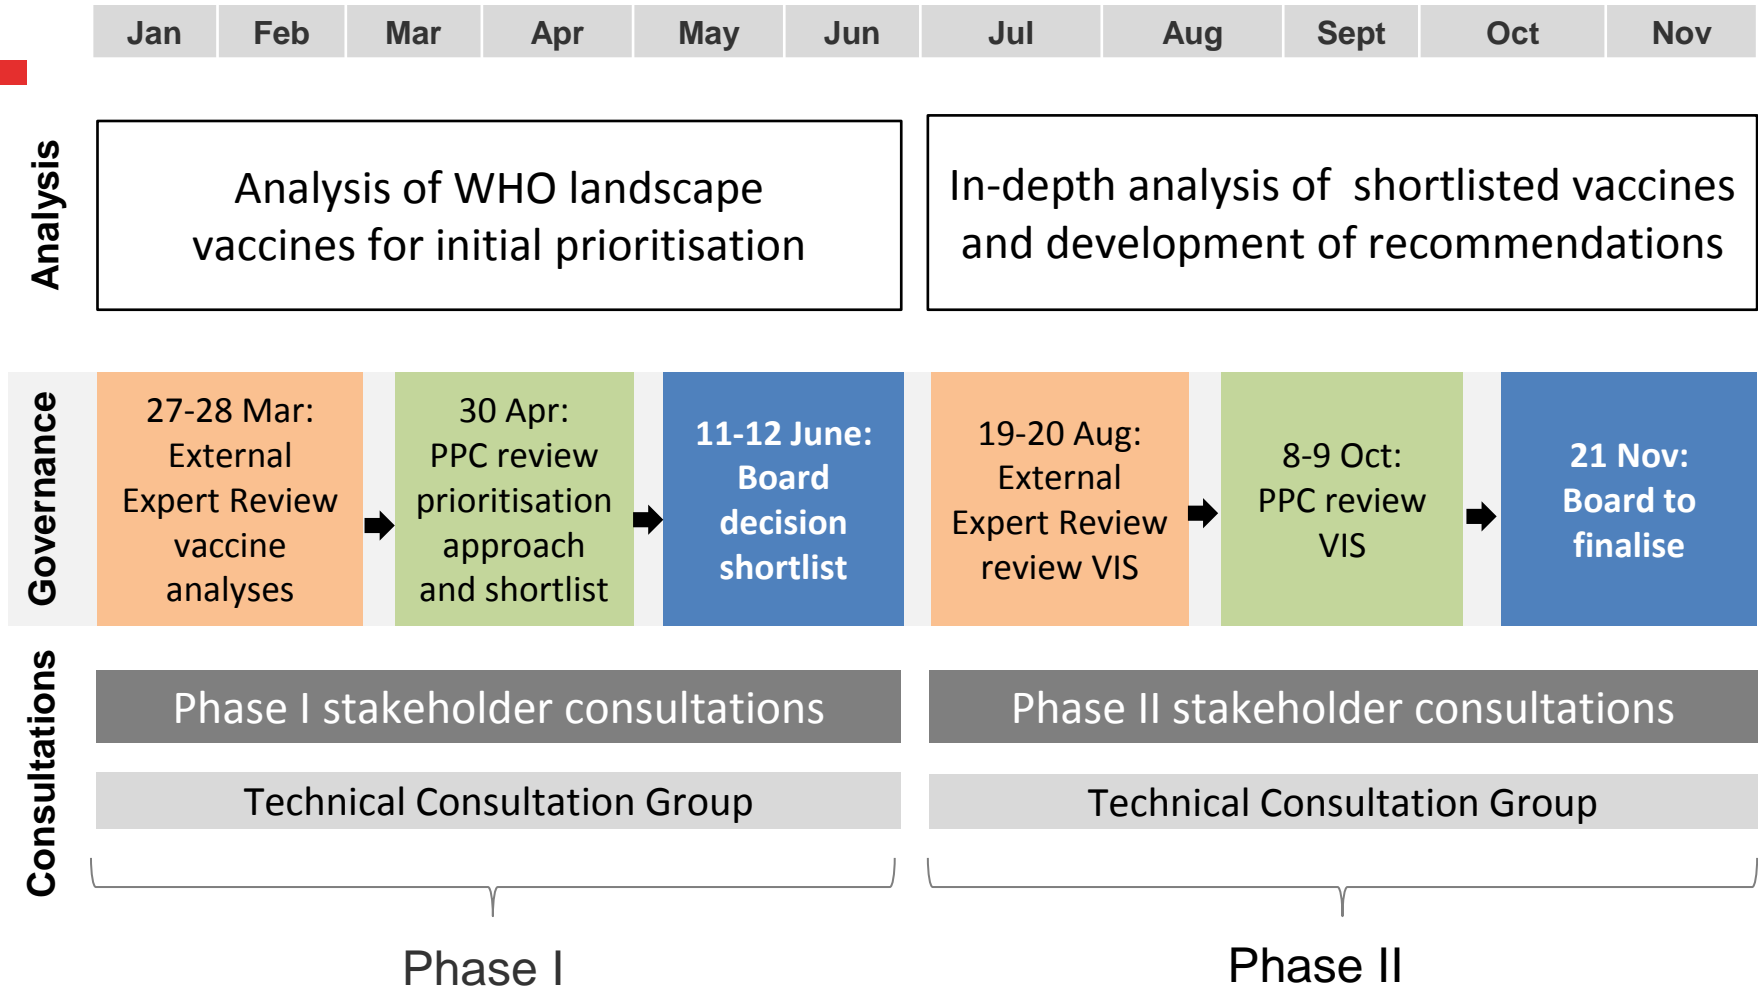 Jan Feb Mar Apr May Jun Jul Aug Sept Oct Nov
Analysis
Analysis of WHO landscape
vaccines for initial prioritisation
In-depth analysis of  shortlisted vaccines
and development of recommendations
Governance
27-28 Mar:
External
Expert Review
vaccine
analyses
30 Apr:
PPC review
prioritisation
approach
and shortlist
11-12 June:
Board
decision
shortlist
19-20 Aug:
External
Expert Review
review VIS
8-9 Oct:
PPC review
VIS
21 Nov:
Board to
finalise
Consultations
Phase I stakeholder consultations
Phase II stakeholder consultations
Technical Consultation Group
Technical Consultation Group
Phase I
Phase II